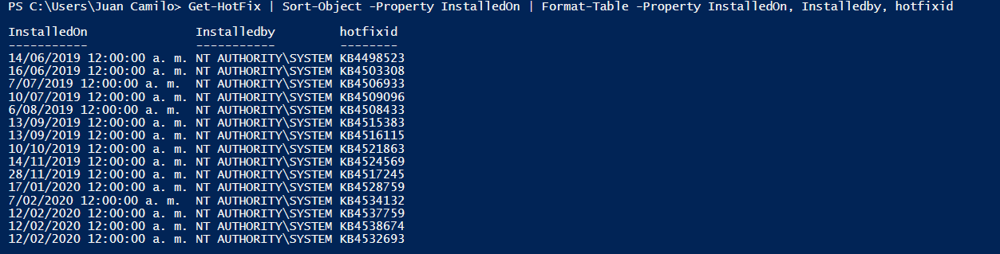 PS C:\Users\Juan Camilo> Get-HotFix | Sort-Object -Property InstalledOn | Format-Table -Property InstalledOn, Installedby, hotfixid
InstalledOn Installedby hotfixid
----------- ----------- --------
14/06/2019 12:00:00 a. m. NT AUTHORITY\SYSTEM KB4498523
16/06/2019 12:00:00 a. m. NT AUTHORITY\SYSTEM KB4503308
7/07/2019 12:00:00 a. m. NT AUTHORITY\SYSTEM KB4506933
10/07/2019 12:00:00 a. m. NT AUTHORITY\SYSTEM KB4509096
6/08/2019 12:00:00 a. m. NT AUTHORITY\SYSTEM KB4508433
13/09/2019 12:00:00 a. m. NT AUTHORITY\SYSTEM KB4515383
13/09/2019 12:00:00 a. m. NT AUTHORITY\SYSTEM KB4516115
10/10/2019 12:00:00 a. m. NT AUTHORITY\SYSTEM KB4521863
14/11/2019 12:00:00 a. m. NT AUTHORITY\SYSTEM KB4524569
28/11/2019 12:00:00 a. m. NT AUTHORITY\SYSTEM KB4517245
17/01/2020 12:00:00 a. m. NT AUTHORITY\SYSTEM KB4528759
7/02/2020 12:00:00 a. m. NT AUTHORITY\SYSTEM KB4534132
12/02/2020 12:00:00 a. m. NT AUTHORITY\SYSTEM KB4537759
12/02/2020 12:00:00 a. m. NT AUTHORITY\SYSTEM KB4538674
12/02/2020 12:00:00 a. m. NT AUTHORITY\SYSTEM KB4532693